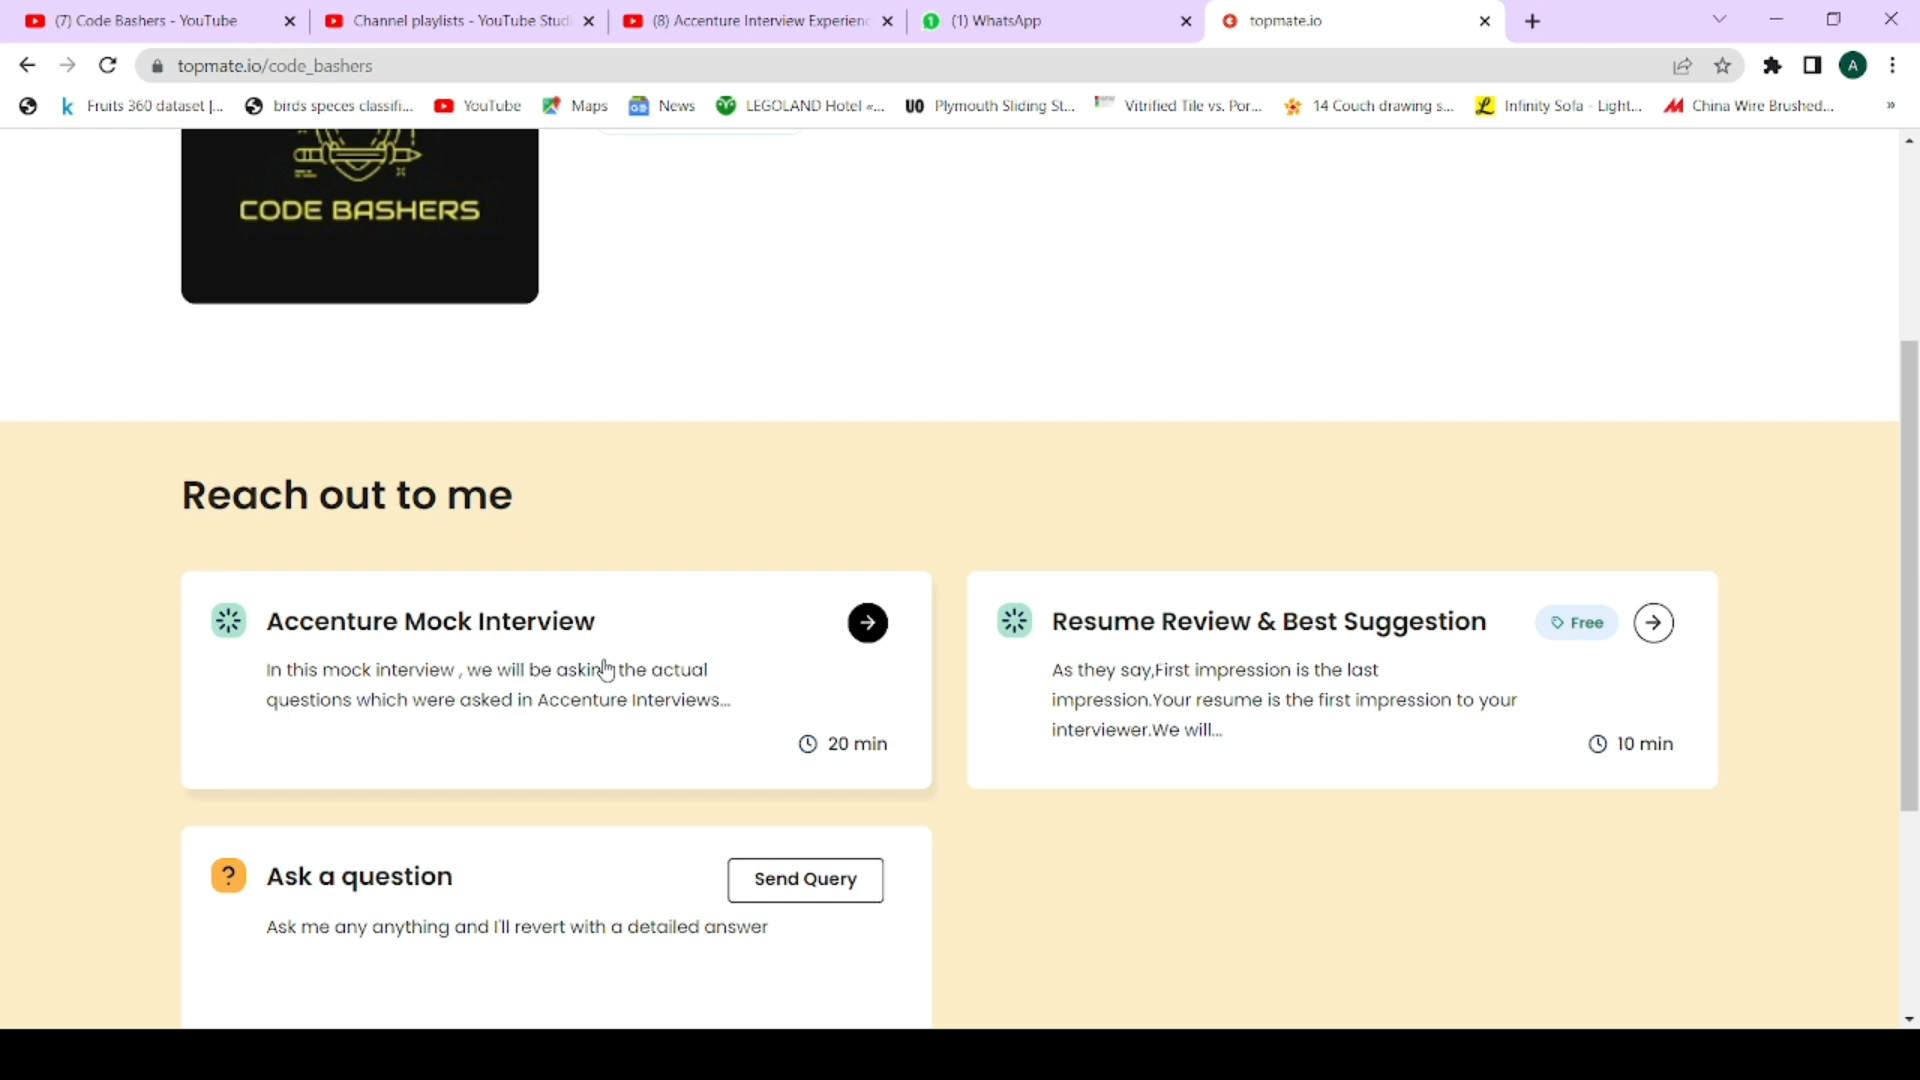 (7) Code Bashers - YouTube
Channel playlists - YouTube Studi
(8) Accenture Interview Experienc
(1) WhatsApp
topmate.io
topmate.io/code_bashers
A
Fruits 360 dataset |...
birds speces classifi...
YouTube
Maps
News
LEGOLAND Hotel «...
UO Plymouth Sliding St...
Vitrified Tile vs. Por...
14 Couch drawing s...
Infinity Sofa - Light...
China Wire Brushed...
»
CODE BASHERS
Reach out to me
Accenture Mock Interview
In this mock interview , we will be asking the actual
questions which were asked in Accenture Interviews...
20 min
Resume Review & Best Suggestion
Free
As they say,First impression is the last
impression.Your resume is the first impression to your
interviewer.We will...
10 min
? Ask a question
Send Query
Ask me any anything and I'll revert with a detailed answer